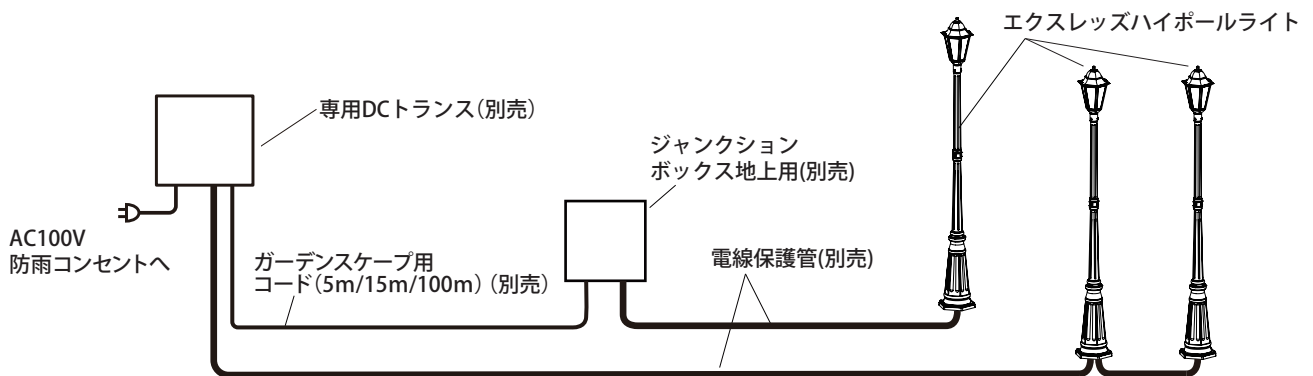 エクスレッズハイポールライト
専用DCトランス(別売)
ジャンクション
ボックス地上用(別売)
AC100V
防雨コンセントへ
ガーデンスケープ用
コード(5m/15m/100m)(別売)
電線保護管(別売)